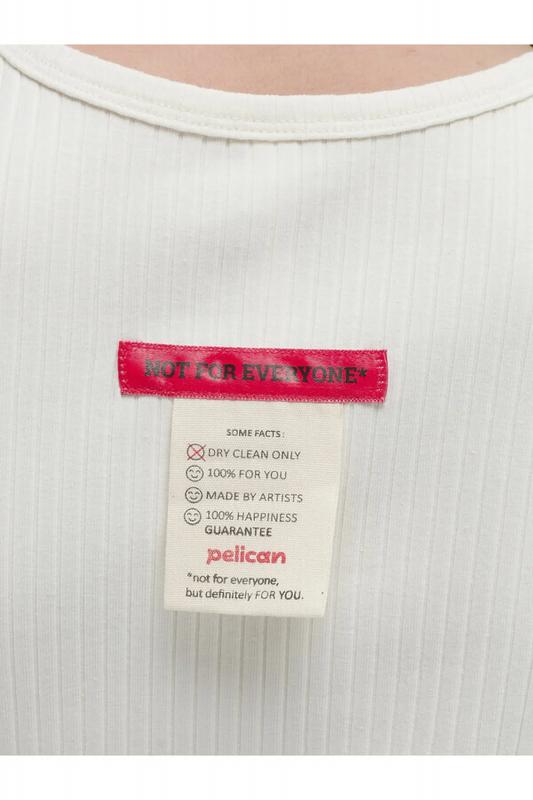 NOT FOR EVERYONE*
SOME FACTS:
DRY CLEAN ONLY
100% FOR YOU
MADE BY ARTISTS
100% HAPPINESS
GUARANTEE
pelican
*not for everyone,
but definitely FOR YOU.